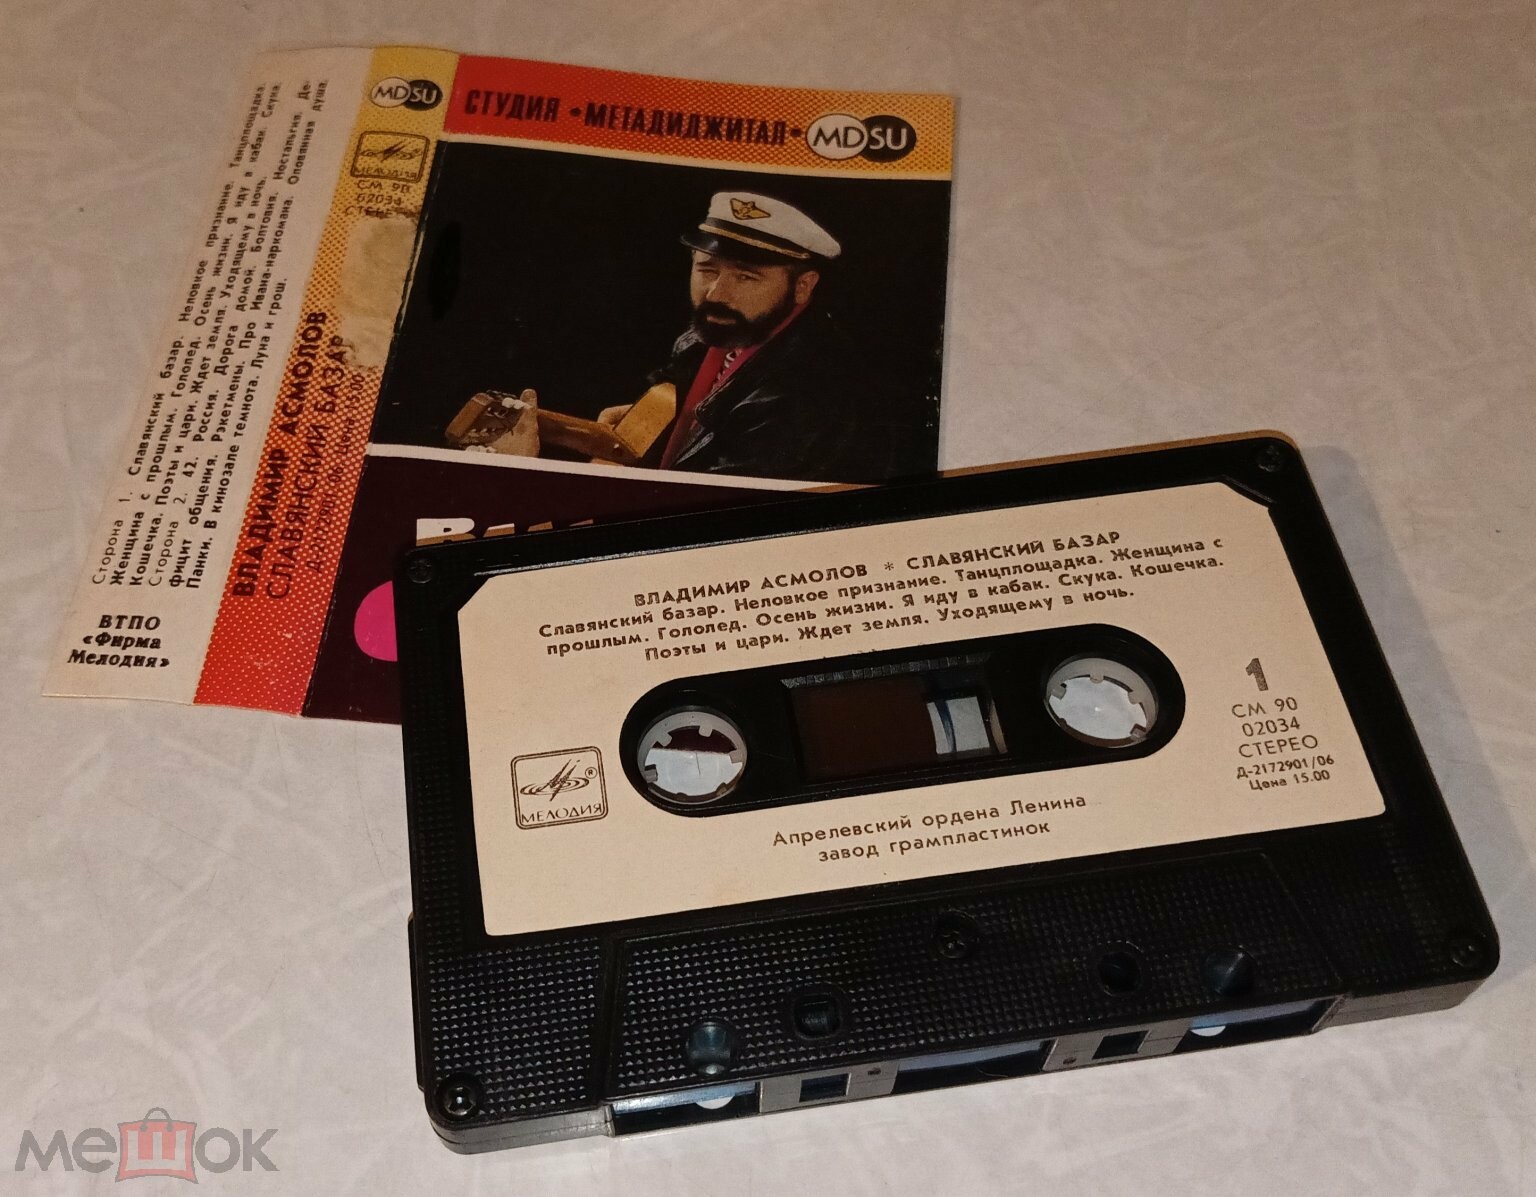 СТУДИЯ «МЕТАДИДЖИТАЛ» MDSU
MDSU
МЕЛОДИЯ
СМ 90
02034
СТЕРЕО
ВЛАДИМИР АСМОЛОВ
СЛАВЯНСКИЙ БАЗАР
Сторона 1. Славянский базар. Неловкое признание. Танцплощадка.
Женщина с прошлым. Гололед. Осень жизни. Я иду в кабак. Скука.
Кошечка. Поэты и цари. Ждет земля. Уходящему в ночь.
Сторона 2. 42. Россия. Дорога домой. Болтовня. Ностальгия. Де-
фицит общения. Рэкетмены. Про Ивана-наркомана. Оловянная душа.
Панки. В кинозале темнота. Луна и грош.
ВТПО
«Фирма
Мелодия»
ВЛАДИМИР АСМОЛОВ * СЛАВЯНСКИЙ БАЗАР
Славянский базар. Неловкое признание. Танцплощадка. Женщина с
прошлым. Гололед. Осень жизни. Я иду в кабак. Скука. Кошечка.
Поэты и цари. Ждет земля. Уходящему в ночь.
1
СМ 90
02034
СТЕРЕО
Д-2172901/06
Цена 15.00
МЕЛОДИЯ
Апрелевский ордена Ленина
завод грампластинок
мешок